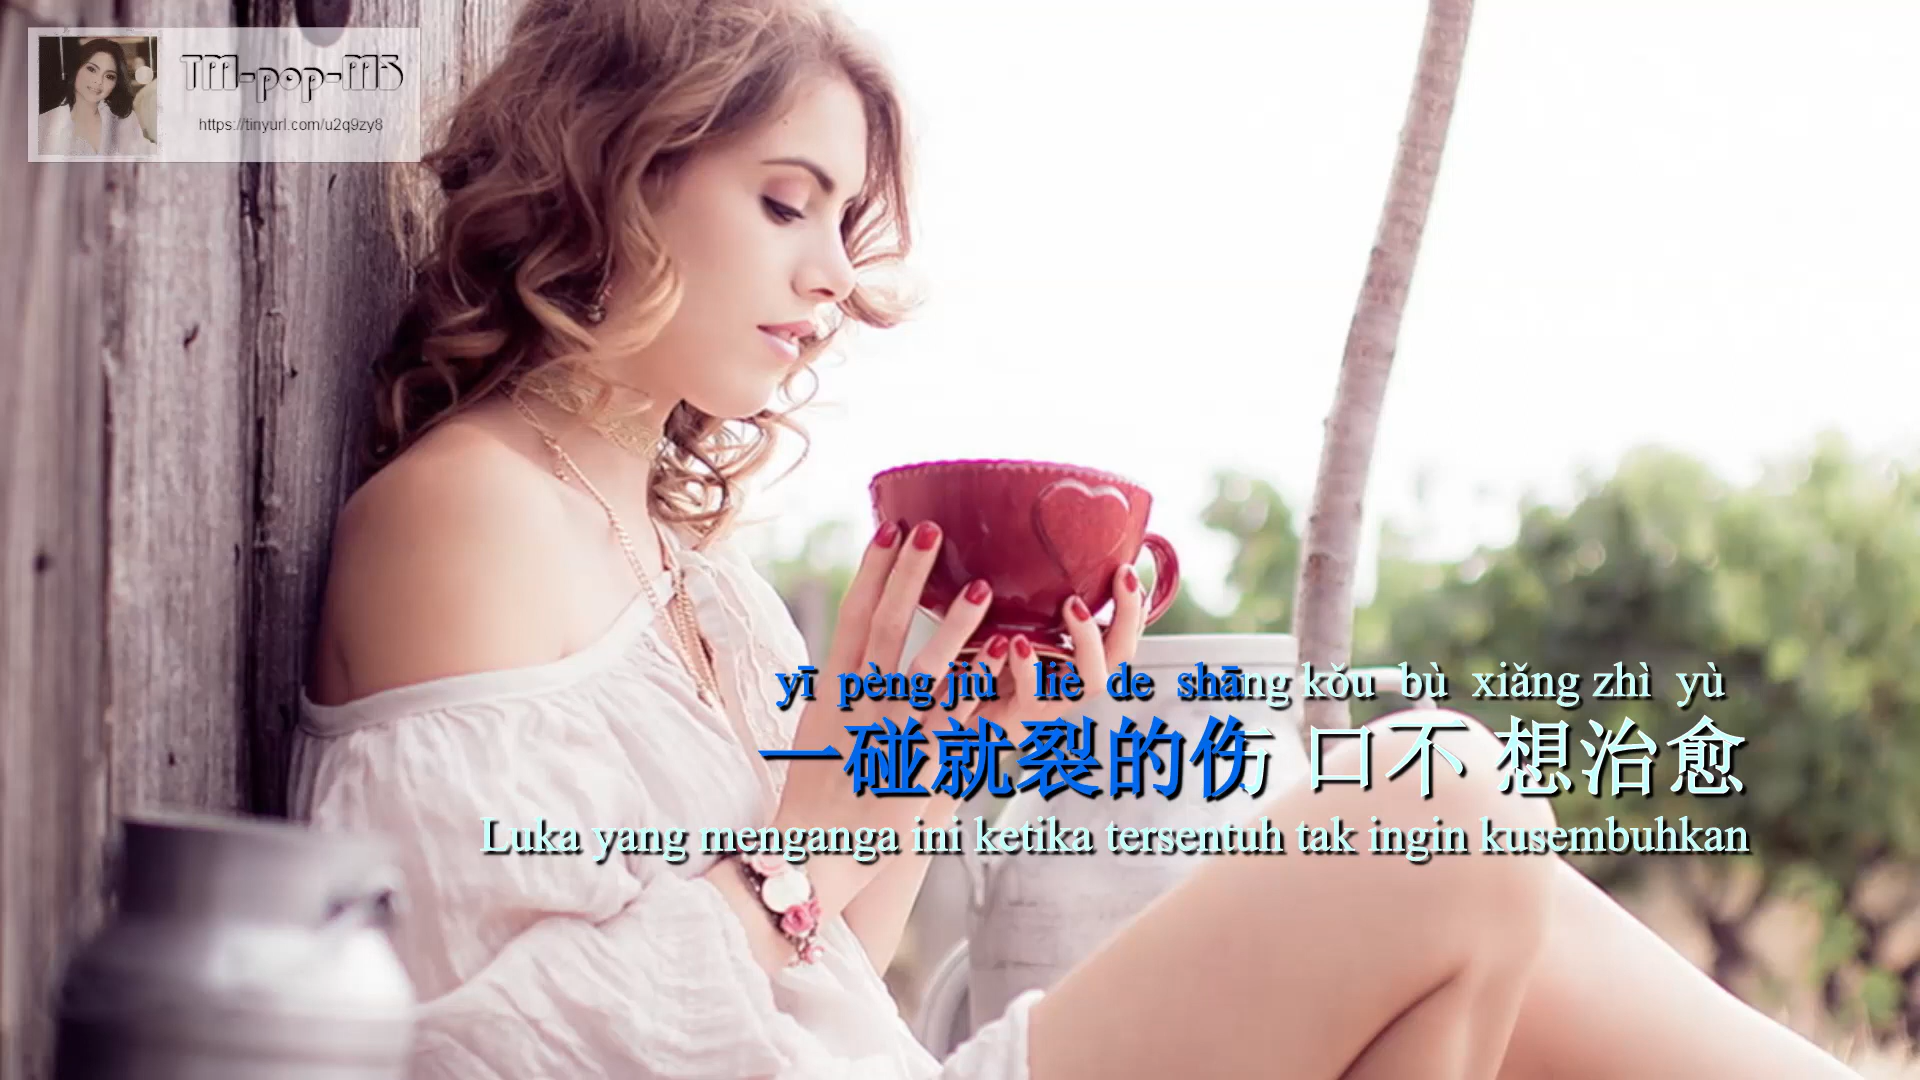 TM-pop-M3
https://tinyurl.com/u2q9zy8
yī pèng jiù liè de shāng kǒu bù xiǎng zhì yù
一碰就裂的伤口不想治愈
Luka yang menganga ini ketika tersentuh tak ingin kusembuhkan